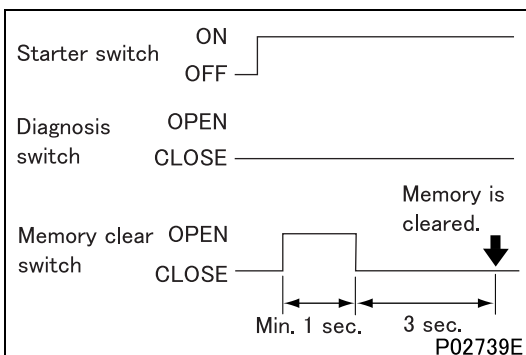 Starter switch
ON
OFF
Diagnosis
switch
OPEN
CLOSE
Memory is
cleared.
Memory clear
switch
OPEN
CLOSE
Min. 1 sec.
3 sec.
P02739E